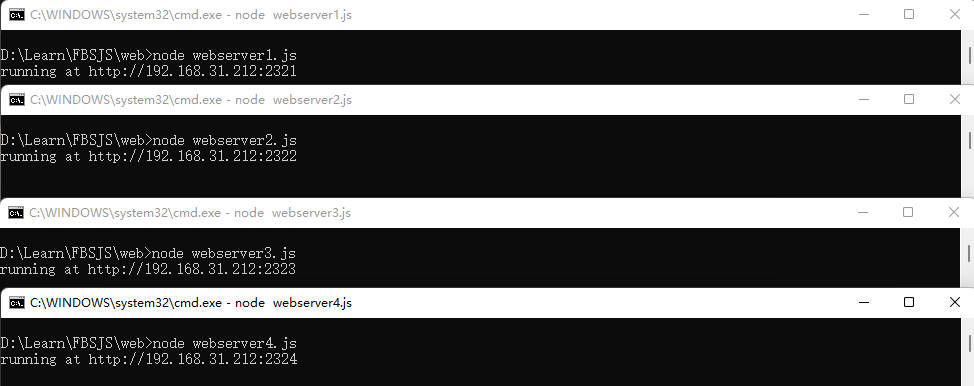 C:\WINDOWS\system32\cmd.exe - node  webserver1.js
D:\Learn\FBSJS\web>node webserver1.js
running at http://192.168.31.212:2321
C:\WINDOWS\system32\cmd.exe - node  webserver2.js
D:\Learn\FBSJS\web>node webserver2.js
running at http://192.168.31.212:2322
C:\WINDOWS\system32\cmd.exe - node  webserver3.js
D:\Learn\FBSJS\web>node webserver3.js
running at http://192.168.31.212:2323
C:\WINDOWS\system32\cmd.exe - node  webserver4.js
D:\Learn\FBSJS\web>node webserver4.js
running at http://192.168.31.212:2324